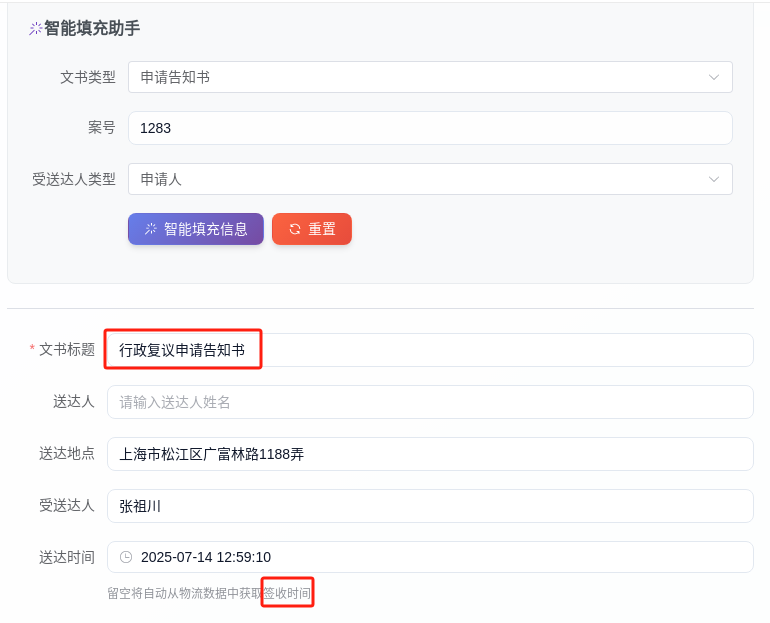 智能填充助手
文书类型 申请告知书
案号 1283
受送达人类型 申请人
智能填充信息 重置
* 文书标题 行政复议申请告知书
送达人 请输入送达人姓名
送达地点 上海市松江区广富林路1188弄
受送达人 张祖川
送达时间 2025-07-14 12:59:10
留空将自动从物流数据中获取签收时间